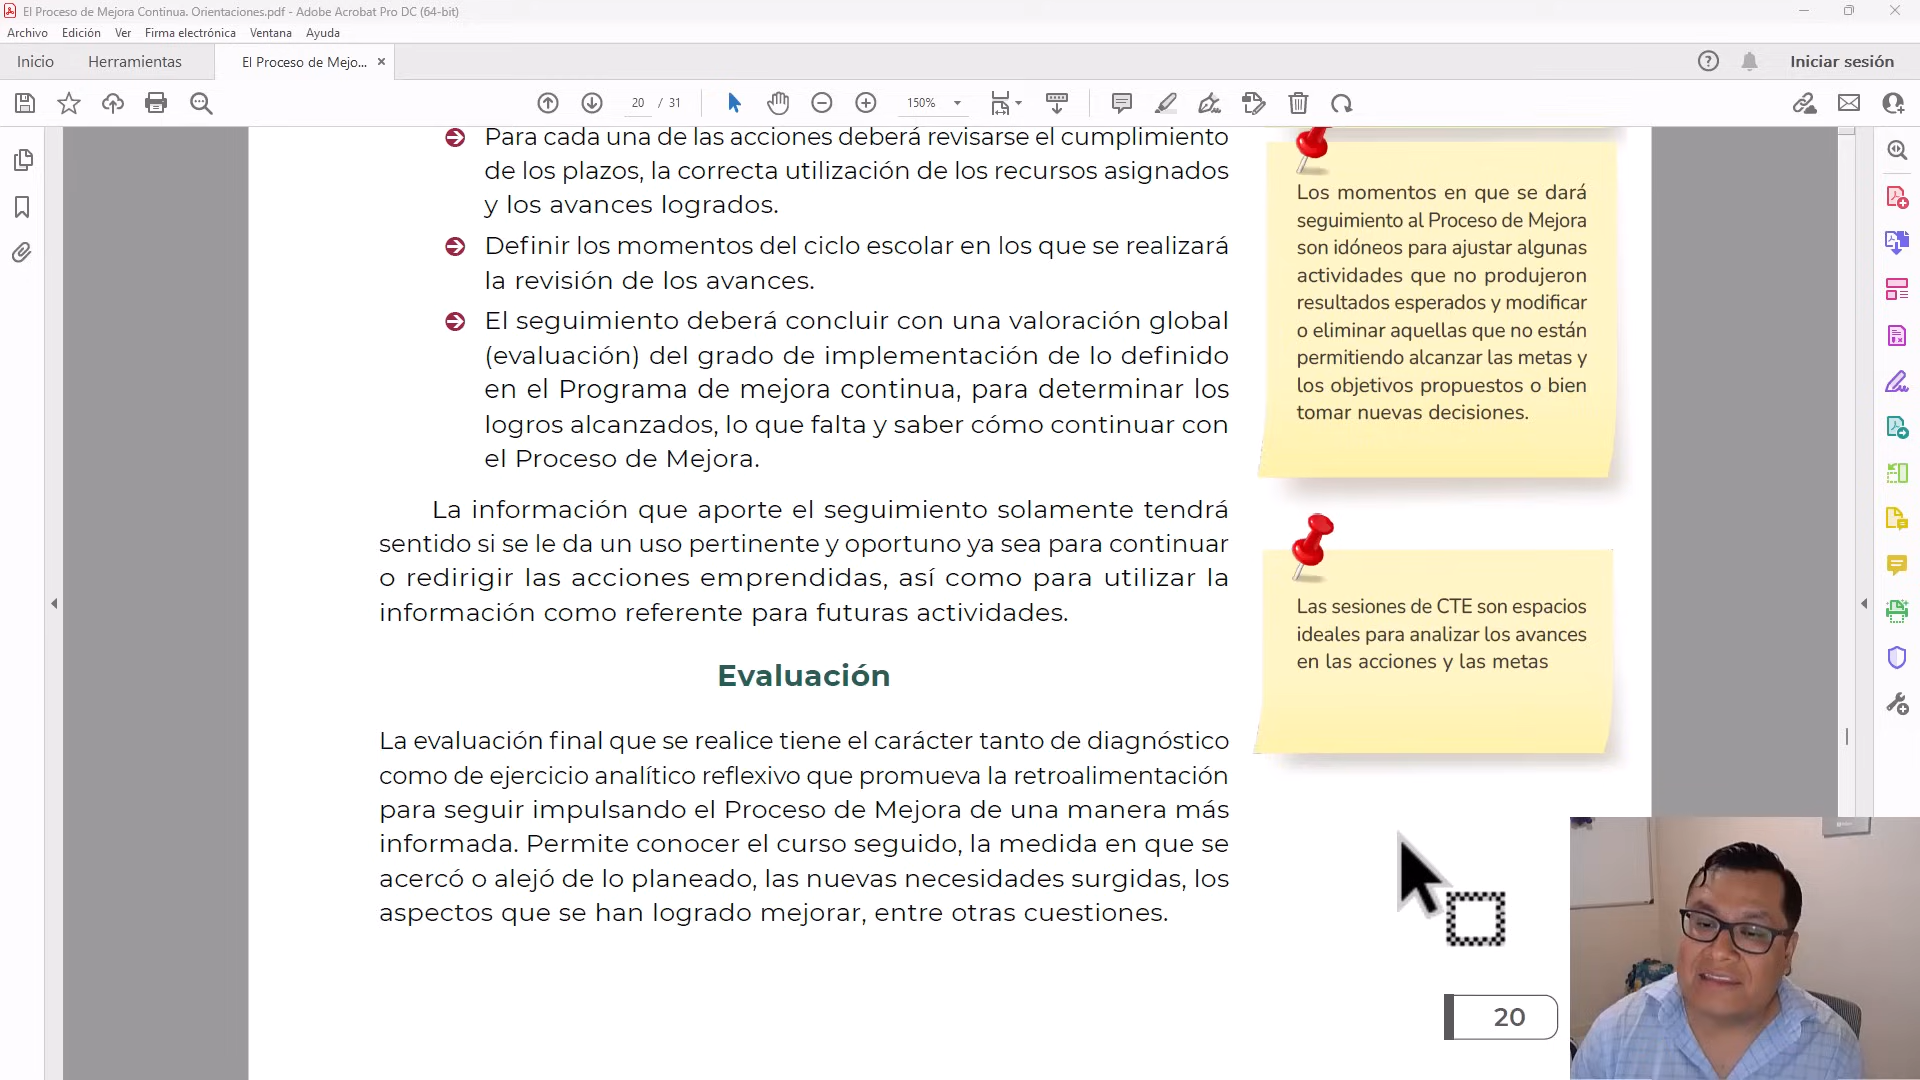 El Proceso de Mejora Continua. Orientaciones.pdf - Adobe Acrobat Pro DC (64-bit)
Archivo Edición Ver Firma electrónica Ventana Ayuda
Inicio Herramientas El Proceso de Mejo... Iniciar sesión
20 / 31 150%
Para cada una de las acciones deberá revisarse el cumplimiento
de los plazos, la correcta utilización de los recursos asignados
y los avances logrados.
Definir los momentos del ciclo escolar en los que se realizará
la revisión de los avances.
El seguimiento deberá concluir con una valoración global
(evaluación) del grado de implementación de lo definido
en el Programa de mejora continua, para determinar los
logros alcanzados, lo que falta y saber cómo continuar con
el Proceso de Mejora.
La información que aporte el seguimiento solamente tendrá
sentido si se le da un uso pertinente y oportuno ya sea para continuar
o redirigir las acciones emprendidas, así como para utilizar la
información como referente para futuras actividades.
Evaluación
La evaluación final que se realice tiene el carácter tanto de diagnóstico
como de ejercicio analítico reflexivo que promueva la retroalimentación
para seguir impulsando el Proceso de Mejora de una manera más
informada. Permite conocer el curso seguido, la medida en que se
acercó o alejó de lo planeado, las nuevas necesidades surgidas, los
aspectos que se han logrado mejorar, entre otras cuestiones.
Los momentos en que se dará
seguimiento al Proceso de Mejora
son idóneos para ajustar algunas
actividades que no produjeron
resultados esperados y modificar
o eliminar aquellas que no están
permitiendo alcanzar las metas y
los objetivos propuestos o bien
tomar nuevas decisiones.
Las sesiones de CTE son espacios
ideales para analizar los avances
en las acciones y las metas
20